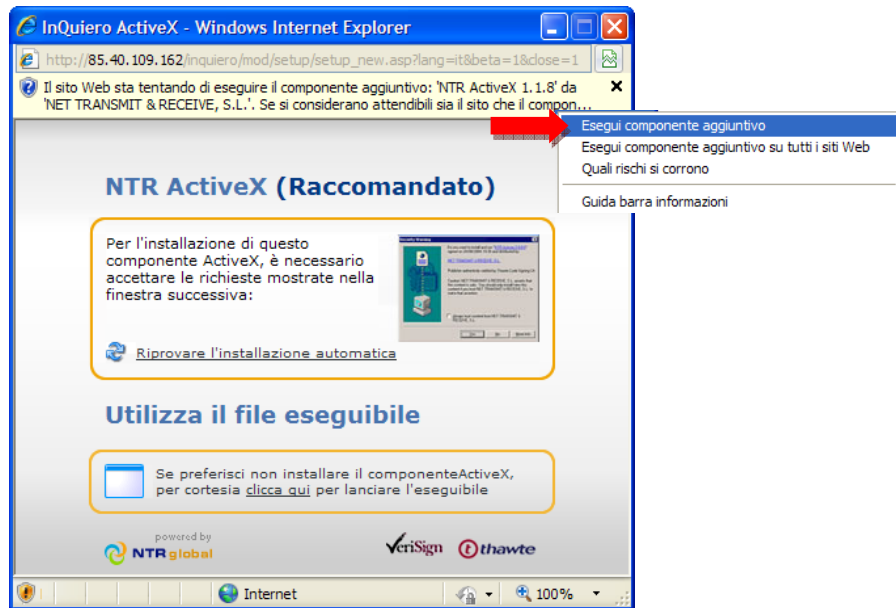 InQuiero ActiveX - Windows Internet Explorer
http://85.40.109.162/inquiero/mod/setup/setup_new.asp?lang=it&beta=1&close=1
Il sito Web sta tentando di eseguire il componente aggiuntivo: 'NTR ActiveX 1.1.8' da
'NET TRANSMIT & RECEIVE, S.L.'. Se si considerano attendibili sia il sito che il compon...
Esegui componente aggiuntivo
Esegui componente aggiuntivo su tutti i siti Web
Quali rischi si corrono
Guida barra informazioni
NTR ActiveX (Raccomandato)
Per l'installazione di questo
componente ActiveX, è necessario
accettare le richieste mostrate nella
finestra successiva:
Riprovare l'installazione automatica
Utilizza il file eseguibile
Se preferisci non installare il componenteActiveX,
per cortesia clicca qui per lanciare l'eseguibile
powered by
NTRglobal
VeriSign
thawte
Internet
100%